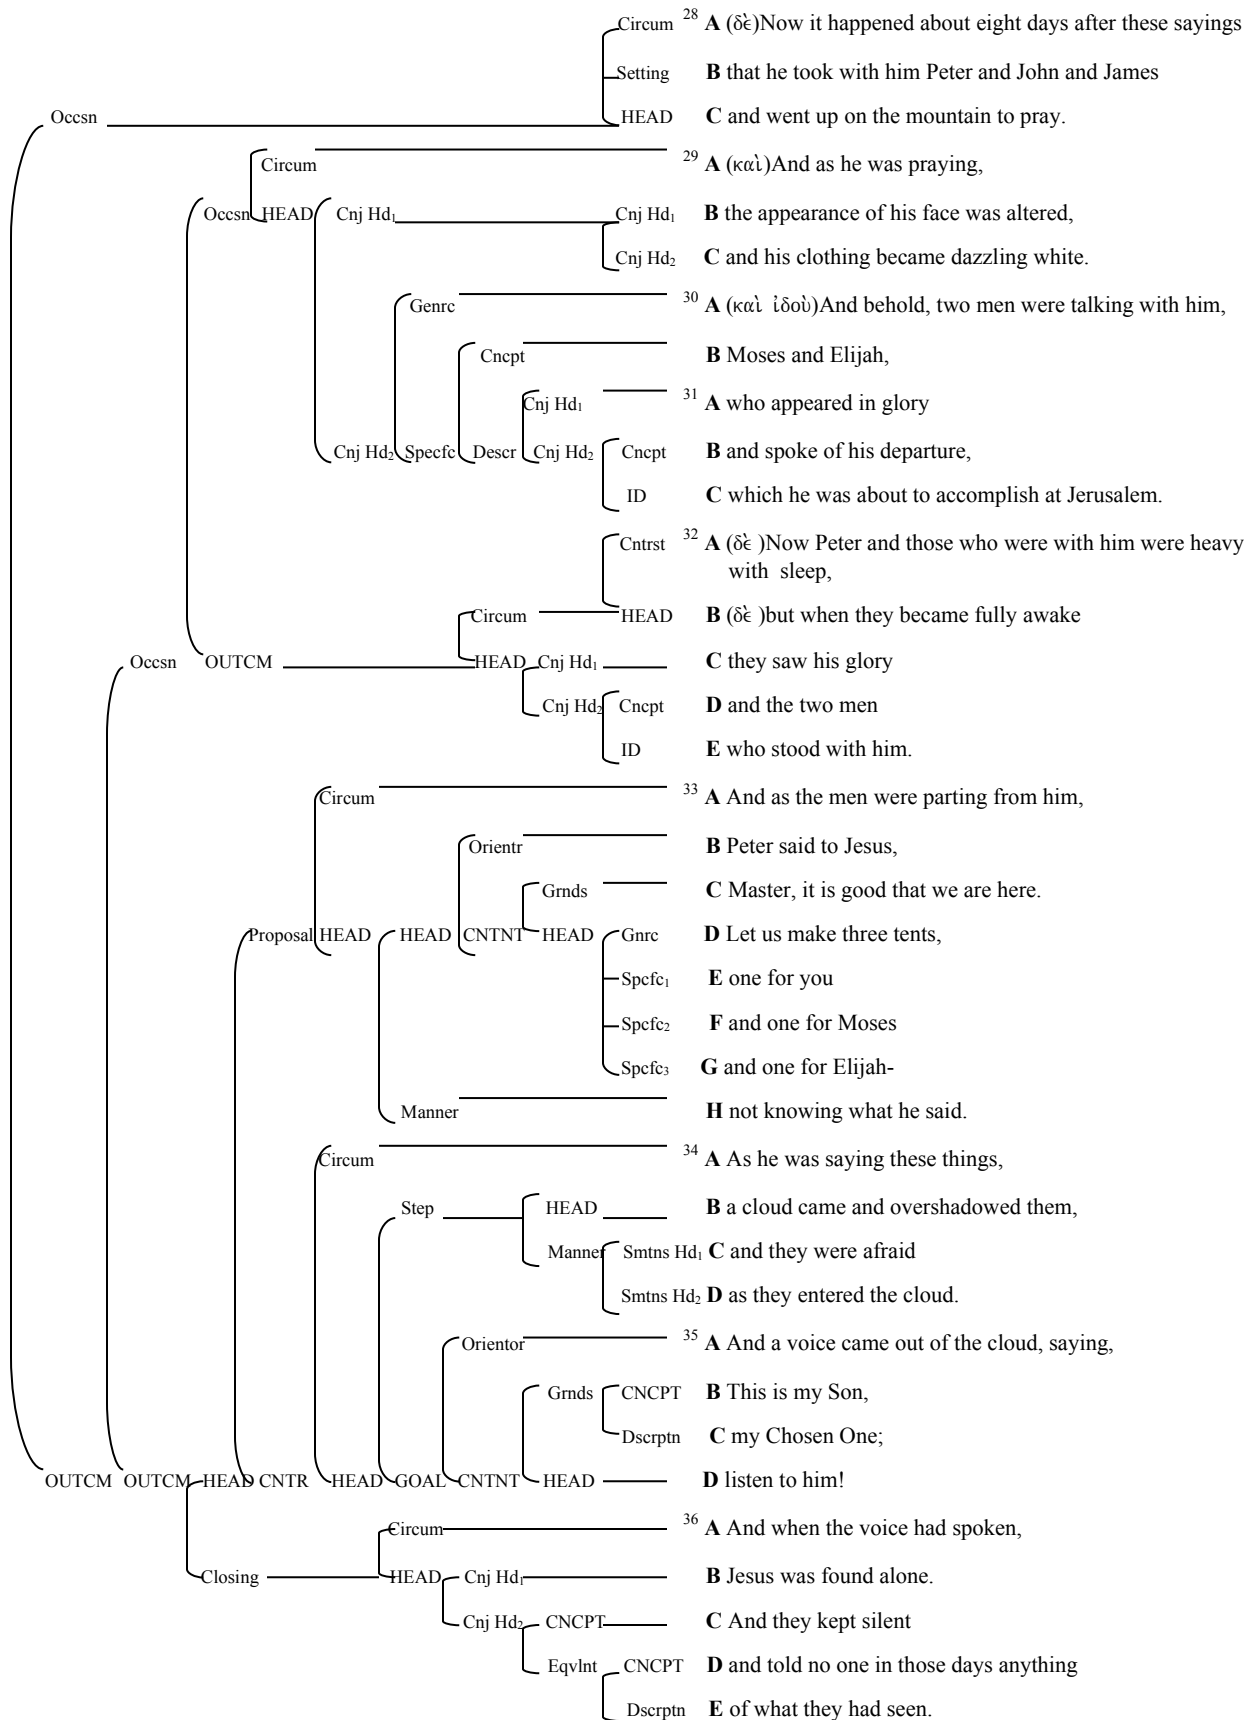 Circum 28 A (δὲ)Now it happened about eight days after these sayings
Setting B that he took with him Peter and John and James
Occsn HEAD C and went up on the mountain to pray.
Circum 29 A (καὶ)And as he was praying,
Occsn HEAD Cnj Hd1 Cnj Hd1 B the appearance of his face was altered,
Cnj Hd2 C and his clothing became dazzling white.
Genrc 30 A (καὶ ἰδοὺ)And behold, two men were talking with him,
Cncpt B Moses and Elijah,
Cnj Hd1 31 A who appeared in glory
Cnj Hd2 Specfc Descr Cnj Hd2 Cncpt B and spoke of his departure,
ID C which he was about to accomplish at Jerusalem.
Cntrst 32 A (δὲ )Now Peter and those who were with him were heavy
with sleep,
Circum HEAD B (δὲ )but when they became fully awake
Occsn OUTCM HEAD Cnj Hd1 C they saw his glory
Cnj Hd2 Cncpt D and the two men
ID E who stood with him.
Circum 33 A And as the men were parting from him,
Orientr B Peter said to Jesus,
Grnds C Master, it is good that we are here.
Proposal HEAD HEAD CNTNT HEAD Gnrc D Let us make three tents,
Spcfc1 E one for you
Spcfc2 F and one for Moses
Spcfc3 G and one for Elijah-
Manner H not knowing what he said.
Circum 34 A As he was saying these things,
Step HEAD B a cloud came and overshadowed them,
Manner Smtns Hd1 C and they were afraid
Smtns Hd2 D as they entered the cloud.
Orientor 35 A And a voice came out of the cloud, saying,
Grnds CNCPT B This is my Son,
Dscrptn C my Chosen One;
OUTCM OUTCM HEAD CNTR HEAD GOAL CNTNT HEAD D listen to him!
Circum 36 A And when the voice had spoken,
Closing HEAD Cnj Hd1 B Jesus was found alone.
Cnj Hd2 CNCPT C And they kept silent
Eqvlnt CNCPT D and told no one in those days anything
Dscrptn E of what they had seen.